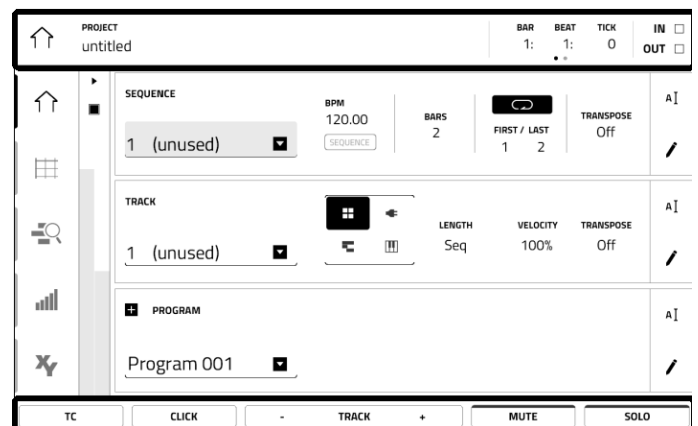 PROJECT
untitled
BAR BEAT TICK
1: 1: 0
IN
OUT
SEQUENCE
1 (unused)
BPM
120.00
SEQUENCE
BARS
2
FIRST / LAST
1 2
TRANSPOSE
Off
A
TRACK
1 (unused)
LENGTH
Seq
VELOCITY
100%
TRANSPOSE
Off
A
PROGRAM
Program 001
A
XY
TC CLICK - TRACK + MUTE SOLO